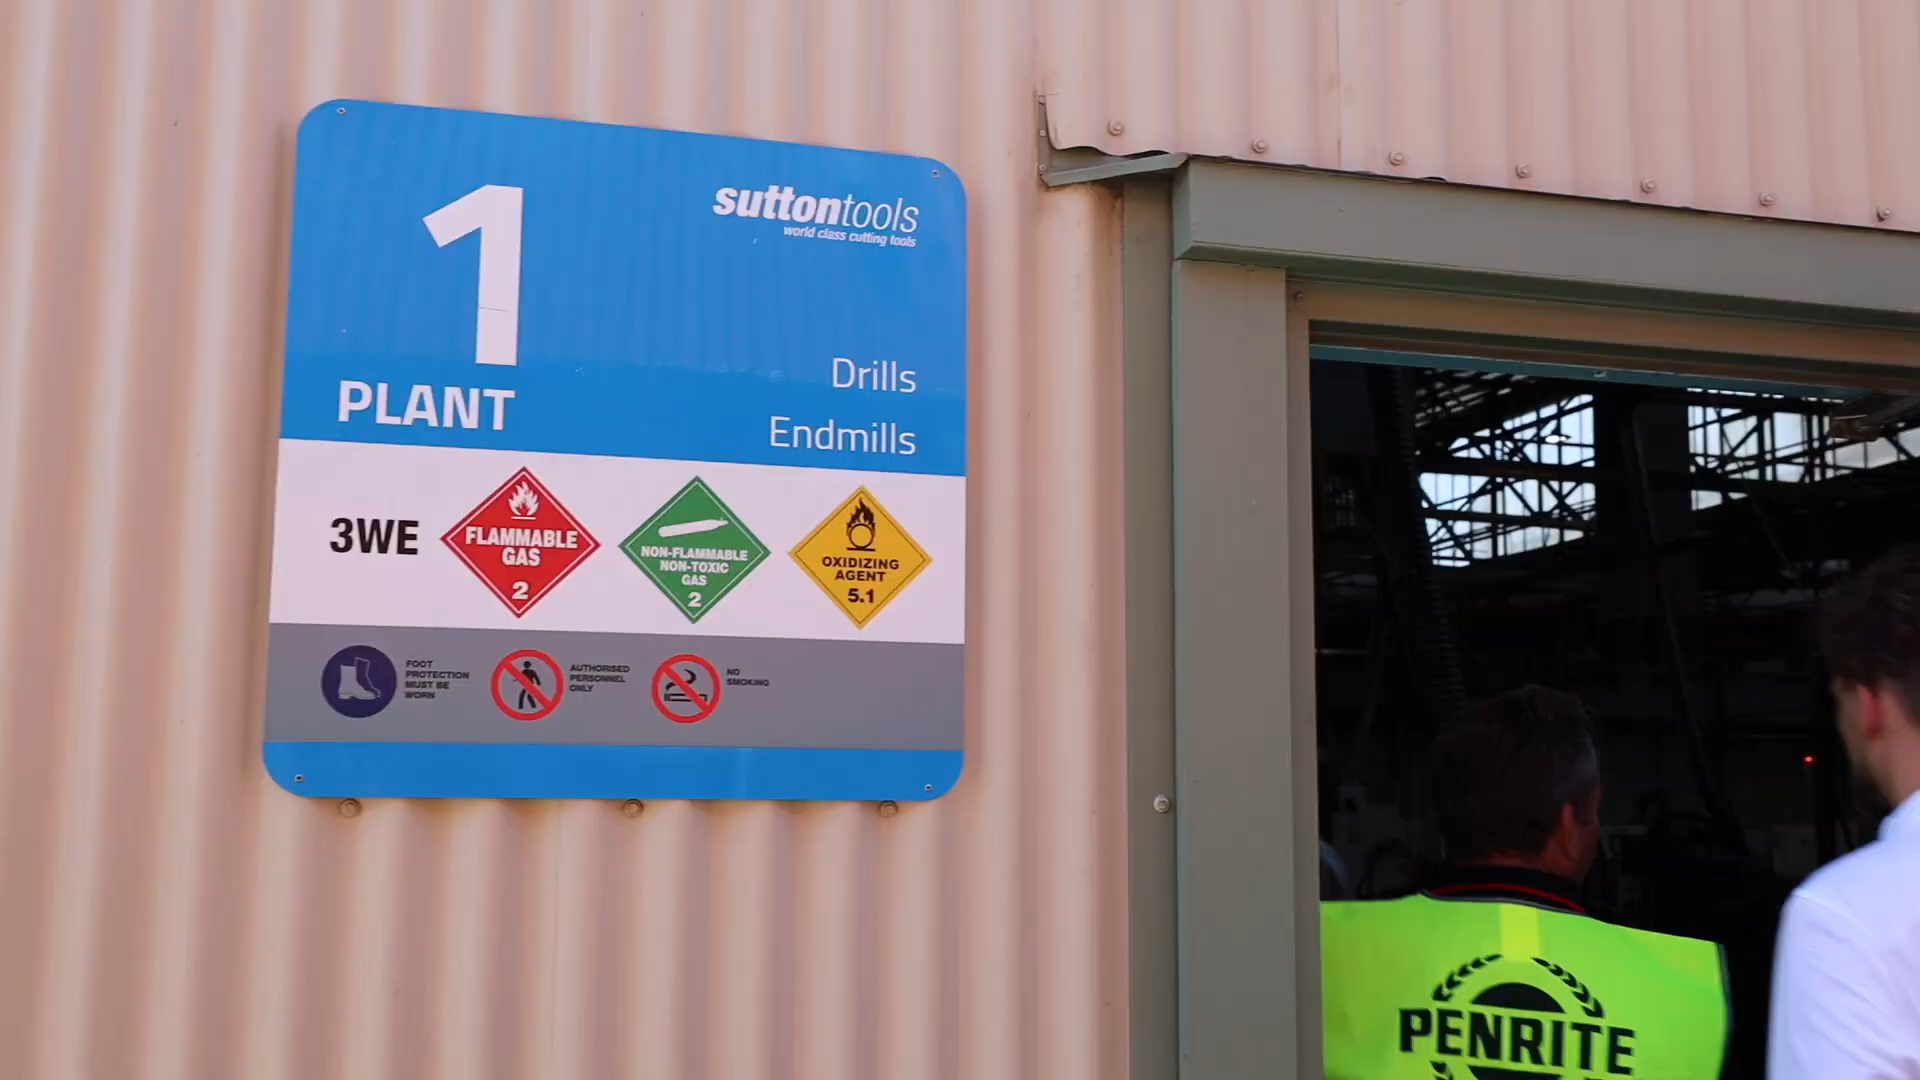 1
PLANT
suttontools
world class cutting tools
Drills
Endmills
3WE
FLAMMABLE
GAS
2
NON-FLAMMABLE
NON-TOXIC
GAS
2
OXIDIZING
AGENT
5.1
FOOT
PROTECTION
MUST BE
WORN
AUTHORISED
PERSONNEL
ONLY
NO
SMOKING
PENRITE